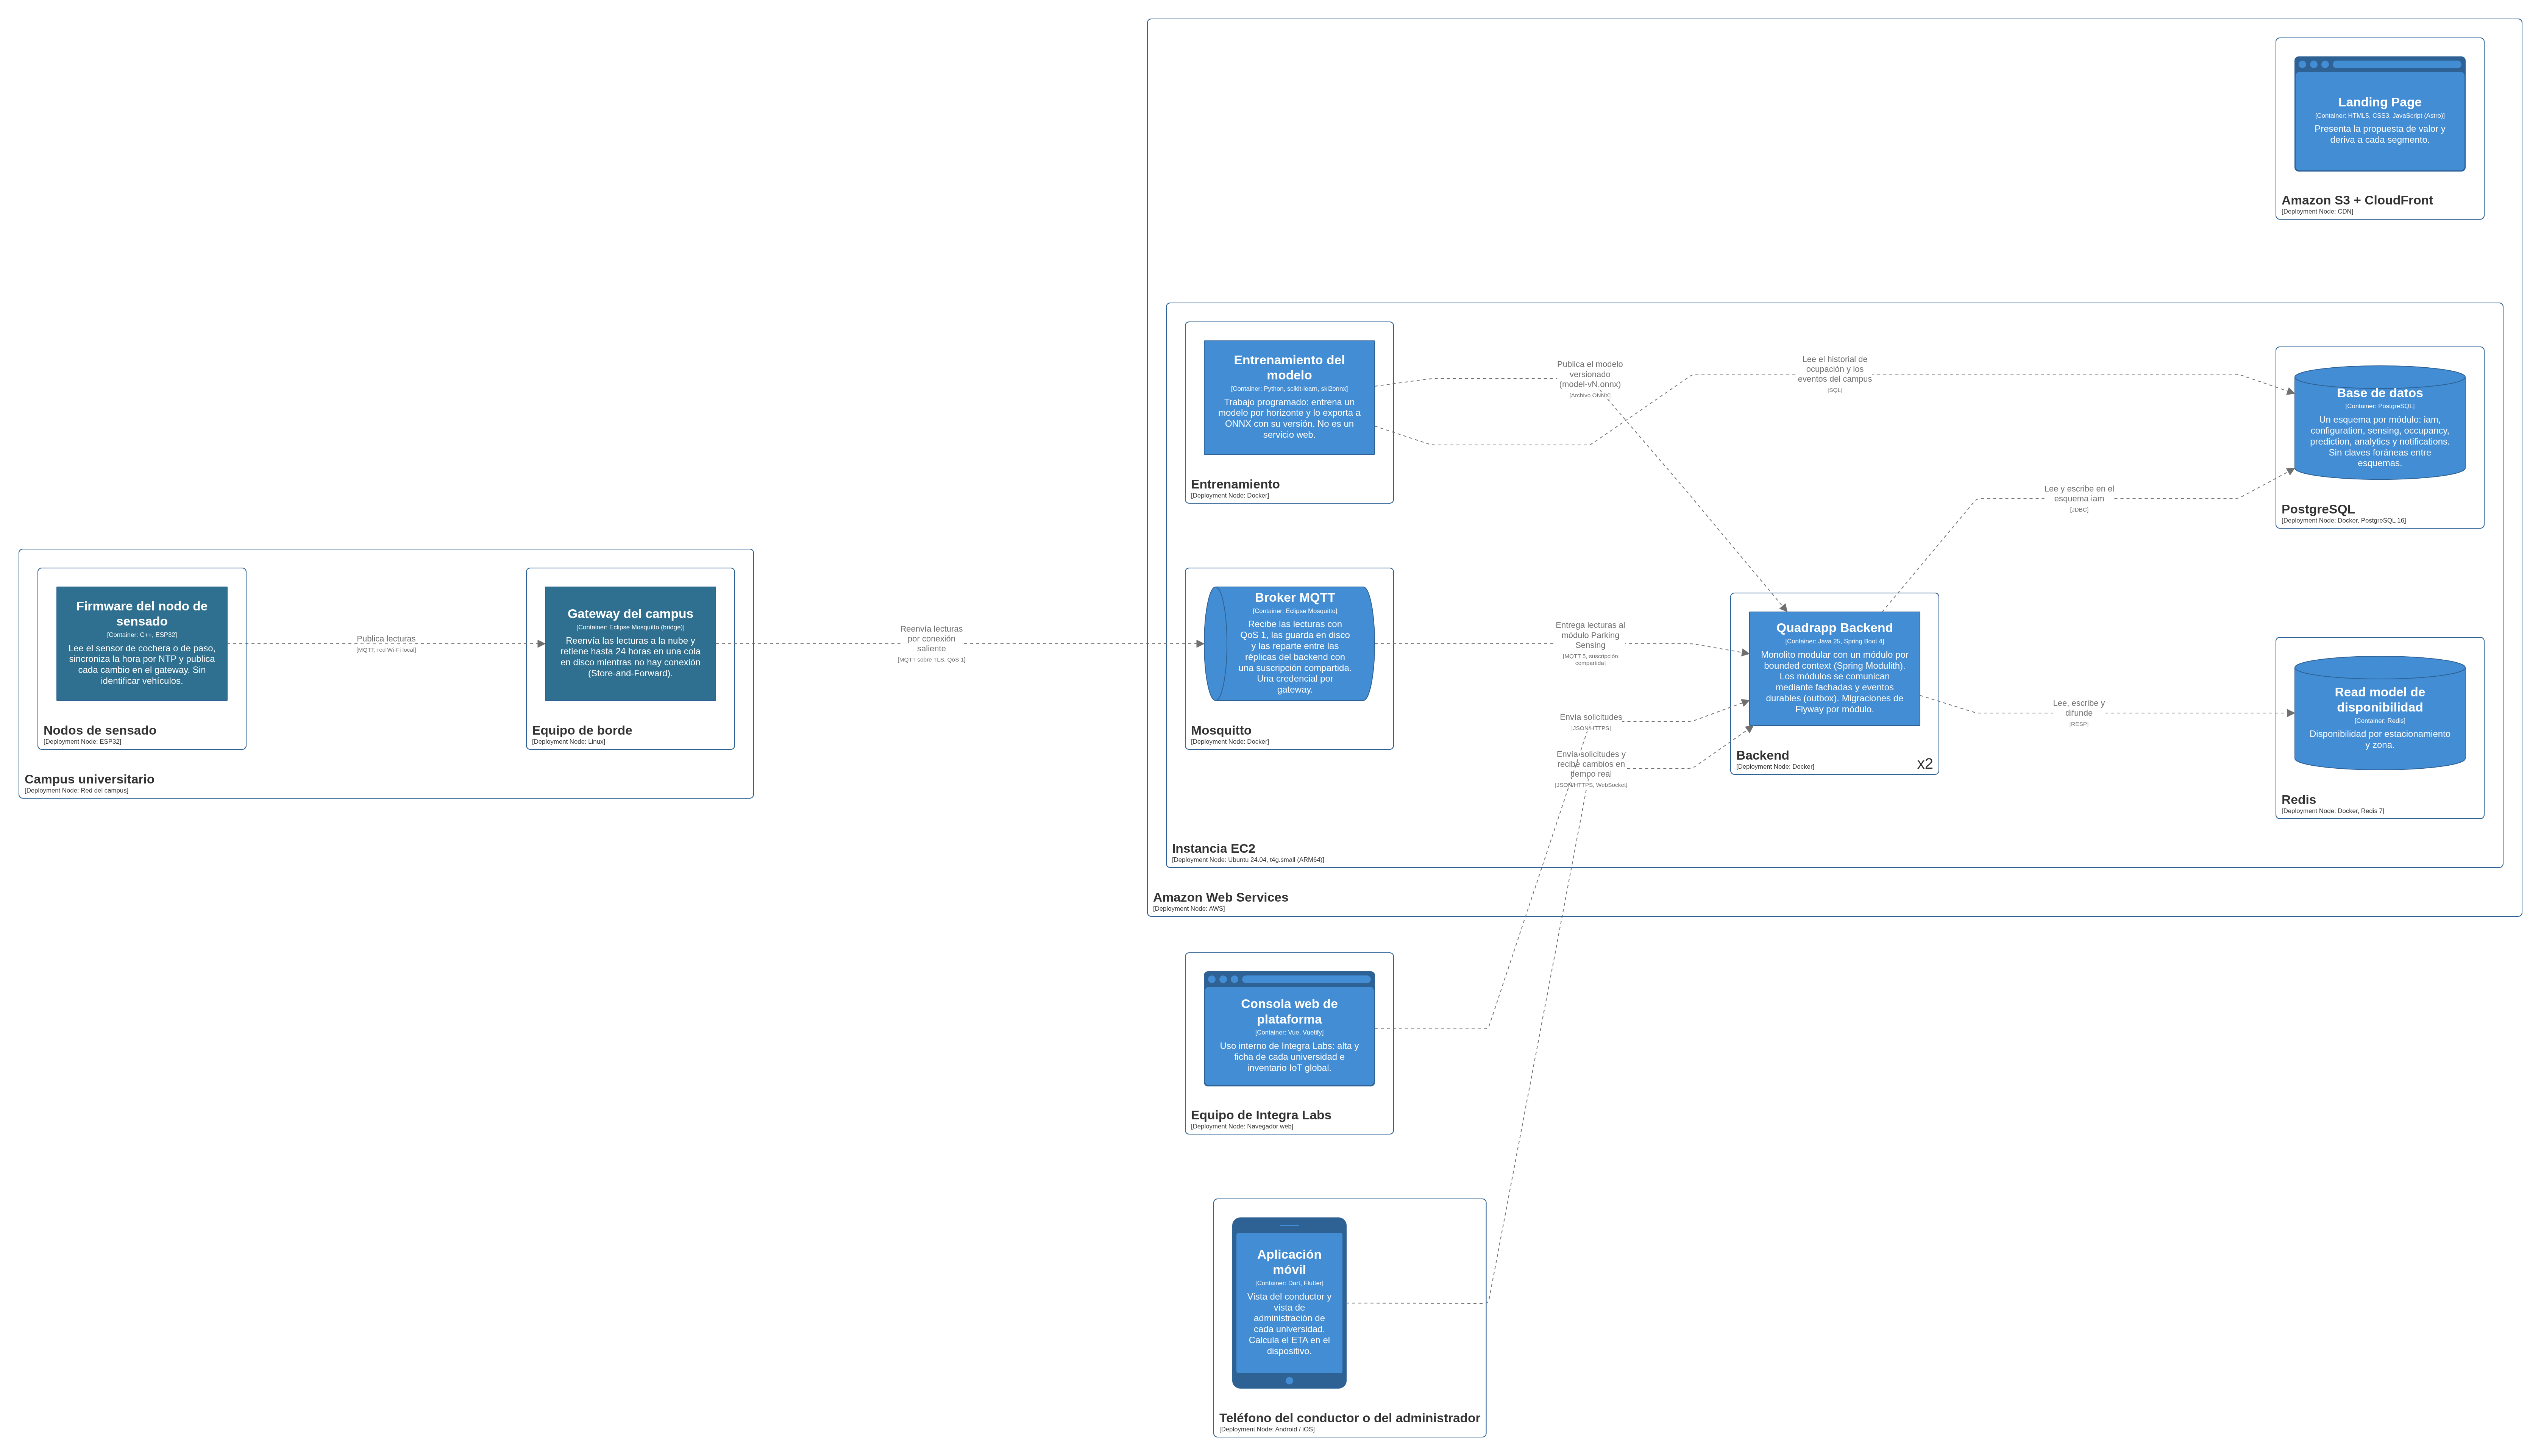 Landing Page
[Container: HTML5, CSS3, JavaScript (Astro)]
Presenta la propuesta de valor y
deriva a cada segmento.
Amazon S3 + CloudFront
[Deployment Node: CDN]
Entrenamiento del
modelo
[Container: Python, scikit-learn, skl2onnx]
Trabajo programado: entrena un
modelo por horizonte y lo exporta a
ONNX con su versión. No es un
servicio web.
Entrenamiento
[Deployment Node: Docker]
Publica el modelo
versionado
(model-vN.onnx)
[Archivo ONNX]
Lee el historial de
ocupación y los
eventos del campus
[SQL]
Base de datos
[Container: PostgreSQL]
Un esquema por módulo: iam,
configuration, sensing, occupancy,
prediction, analytics y notifications.
Sin claves foráneas entre
esquemas.
PostgreSQL
[Deployment Node: Docker, PostgreSQL 16]
Lee y escribe en el
esquema iam
[JDBC]
Firmware del nodo de
sensado
[Container: C++, ESP32]
Lee el sensor de cochera o de paso,
sincroniza la hora por NTP y publica
cada cambio en el gateway. Sin
identificar vehículos.
Nodos de sensado
[Deployment Node: ESP32]
Publica lecturas
[MQTT, red Wi-Fi local]
Gateway del campus
[Container: Eclipse Mosquitto (bridge)]
Reenvía las lecturas a la nube y
retiene hasta 24 horas en una cola
en disco mientras no hay conexión
(Store-and-Forward).
Equipo de borde
[Deployment Node: Linux]
Campus universitario
[Deployment Node: Red del campus]
Reenvía lecturas
por conexión
saliente
[MQTT sobre TLS, QoS 1]
Broker MQTT
[Container: Eclipse Mosquitto]
Recibe las lecturas con
QoS 1, las guarda en disco
y las reparte entre las
réplicas del backend con
una suscripción compartida.
Una credencial por
gateway.
Mosquitto
[Deployment Node: Docker]
Entrega lecturas al
módulo Parking
Sensing
[MQTT 5, suscripción
compartida]
Envía solicitudes
[JSON/HTTPS]
Envía solicitudes y
recibe cambios en
tiempo real
[JSON/HTTPS, WebSocket]
Quadrapp Backend
[Container: Java 25, Spring Boot 4]
Monolito modular con un módulo por
bounded context (Spring Modulith).
Los módulos se comunican
mediante fachadas y eventos
durables (outbox). Migraciones de
Flyway por módulo.
Backend
[Deployment Node: Docker]
x2
Lee, escribe y
difunde
[RESP]
Read model de
disponibilidad
[Container: Redis]
Disponibilidad por estacionamiento
y zona.
Redis
[Deployment Node: Docker, Redis 7]
Instancia EC2
[Deployment Node: Ubuntu 24.04, t4g.small (ARM64)]
Amazon Web Services
[Deployment Node: AWS]
Consola web de
plataforma
[Container: Vue, Vuetify]
Uso interno de Integra Labs: alta y
ficha de cada universidad e
inventario IoT global.
Equipo de Integra Labs
[Deployment Node: Navegador web]
Aplicación
móvil
[Container: Dart, Flutter]
Vista del conductor y
vista de
administración de
cada universidad.
Calcula el ETA en el
dispositivo.
Teléfono del conductor o del administrador
[Deployment Node: Android / iOS]